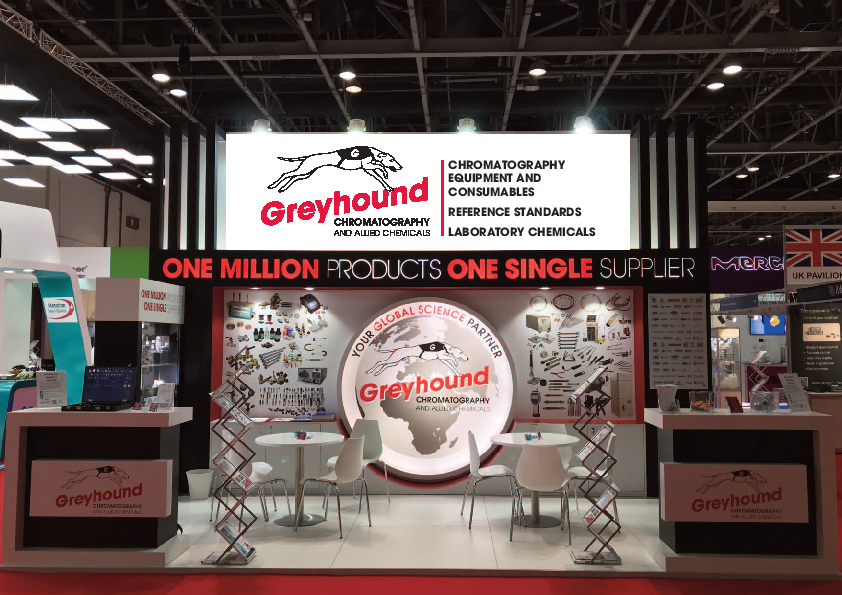 G
Greyhound
CHROMATOGRAPHY
AND ALLIED CHEMICALS
CHROMATOGRAPHY
EQUIPMENT AND
CONSUMABLES
REFERENCE STANDARDS
LABORATORY CHEMICALS
ONE MILLION PRODUCTS ONE SINGLE SUPPLIER
MERC
UK PAVILION
ONE MILLION
ONE SINGLE
Metrohm
YOUR GLOBAL SCIENCE PARTNER
G
Greyhound
CHROMATOGRAPHY
AND ALLIED CHEMICALS
Greyhound
CHROMATOGRAPHY
AND ALLIED CHEMICALS
Greyhound
CHROMATOGRAPHY
AND ALLIED CHEMICALS